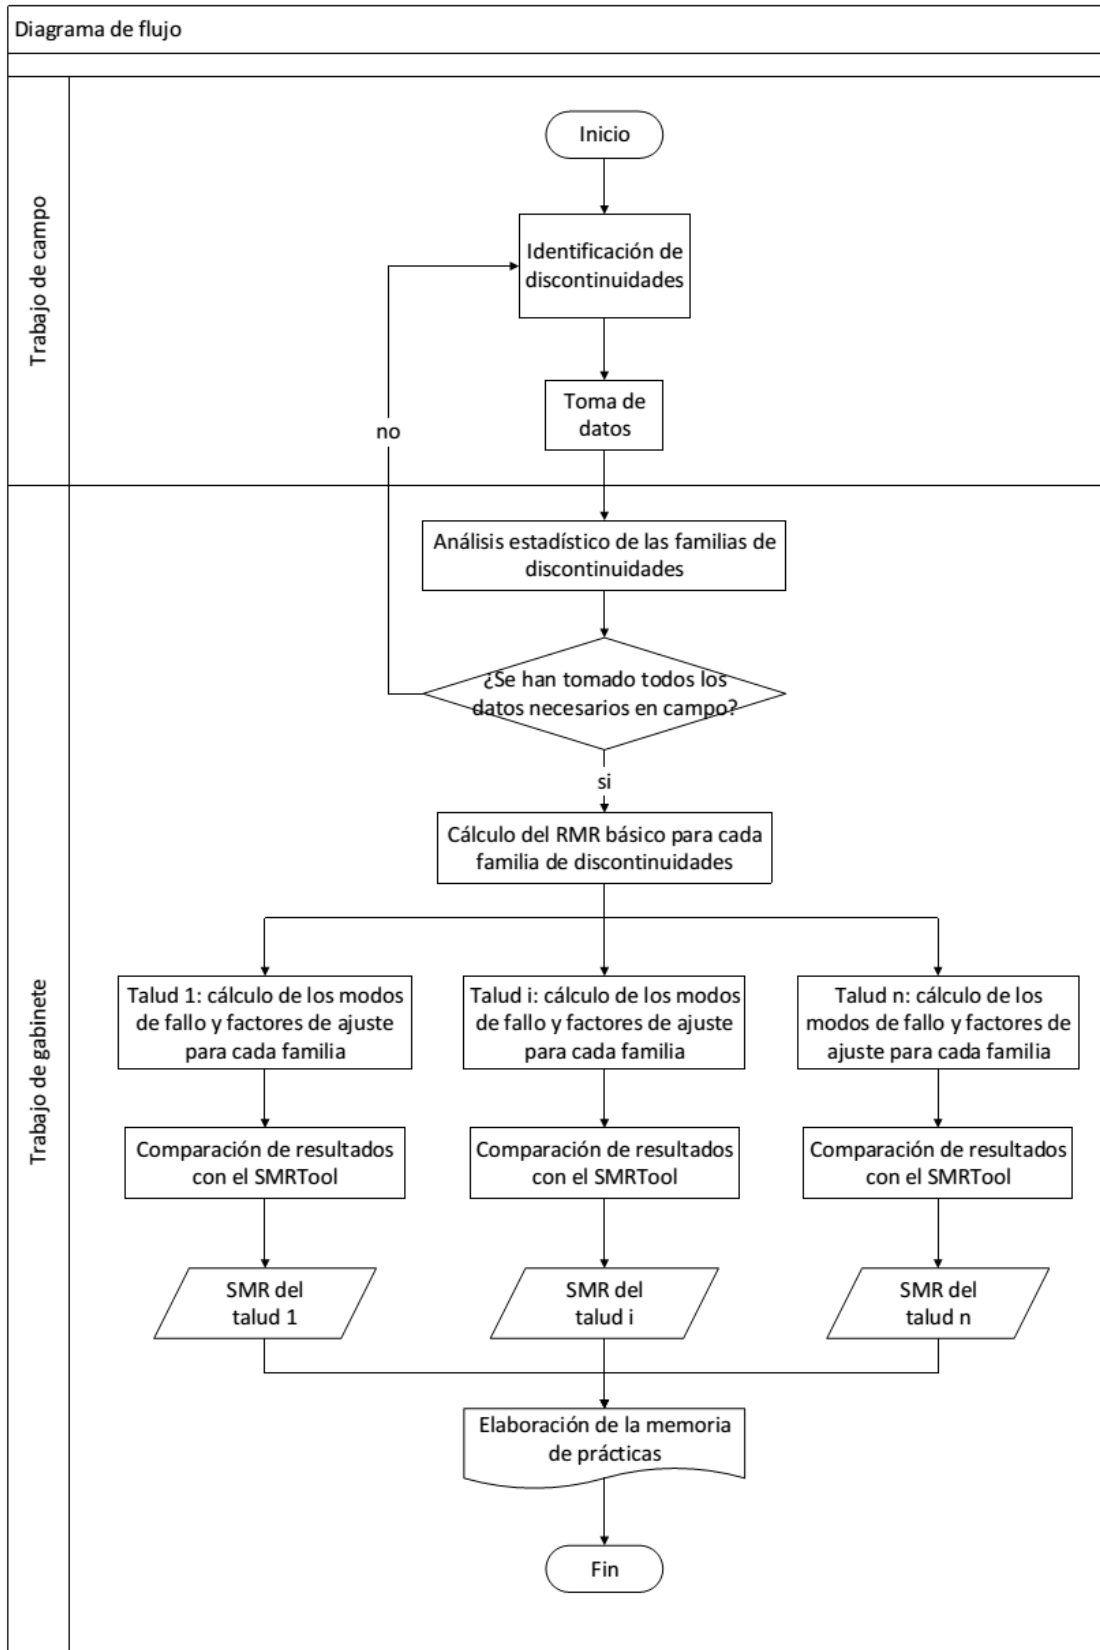 Diagrama de flujo
Trabajo de campo
Inicio
Identificación de
discontinuidades
Toma de
datos
no
Trabajo de gabinete
Análisis estadístico de las familias de
discontinuidades
¿Se han tomado todos los
datos necesarios en campo?
si
Cálculo del RMR básico para cada
familia de discontinuidades
Talud 1: cálculo de los modos
de fallo y factores de ajuste
para cada familia
Talud i: cálculo de los modos
de fallo y factores de ajuste
para cada familia
Talud n: cálculo de los
modos de fallo y factores de
ajuste para cada familia
Comparación de resultados
con el SMRTool
Comparación de resultados
con el SMRTool
Comparación de resultados
con el SMRTool
SMR del
talud 1
SMR del
talud i
SMR del
talud n
Elaboración de la memoria
de prácticas
Fin